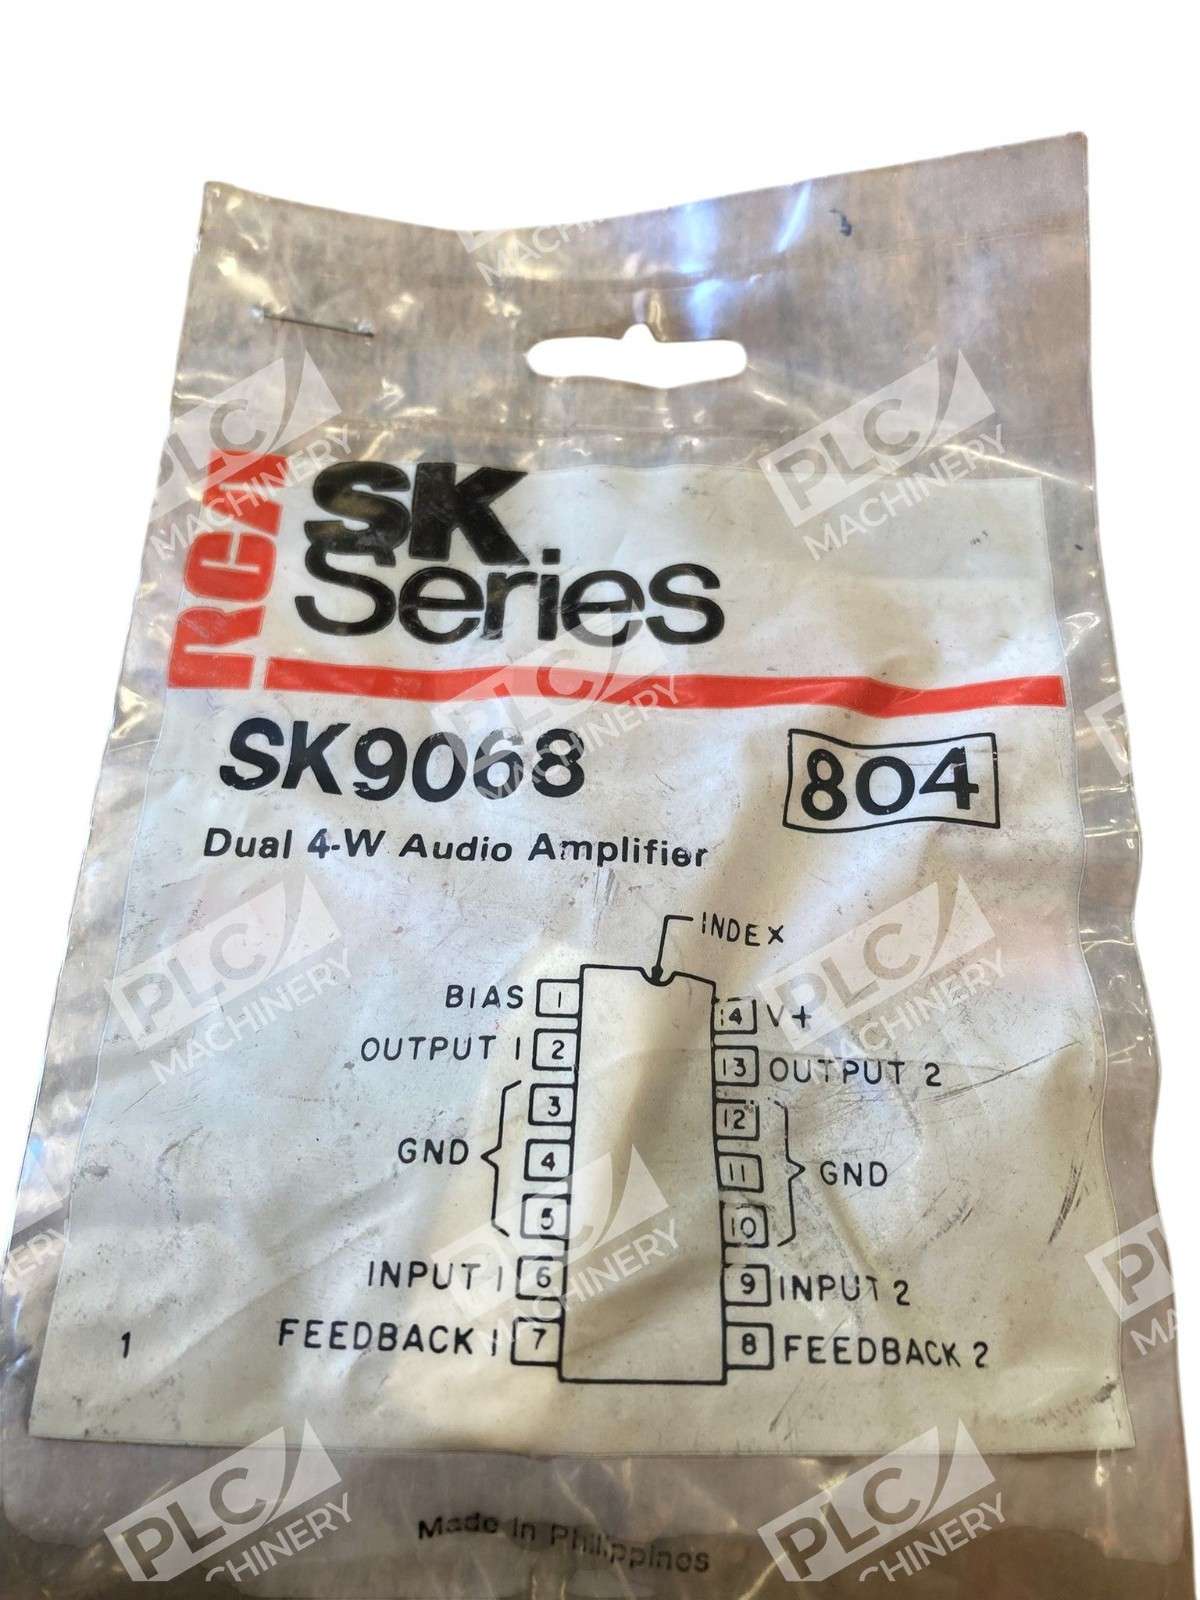 RCA
SK
Series
SK9068
804
Dual 4-W Audio Amplifier
INDEX
BIAS 1
14 V+
OUTPUT 1 2
13 OUTPUT 2
3
12
GND 4
11 GND
5
10
INPUT 1 6
9 INPUT 2
FEEDBACK 1 7
8 FEEDBACK 2
1
Made In Philippines
PLC MACHINERY